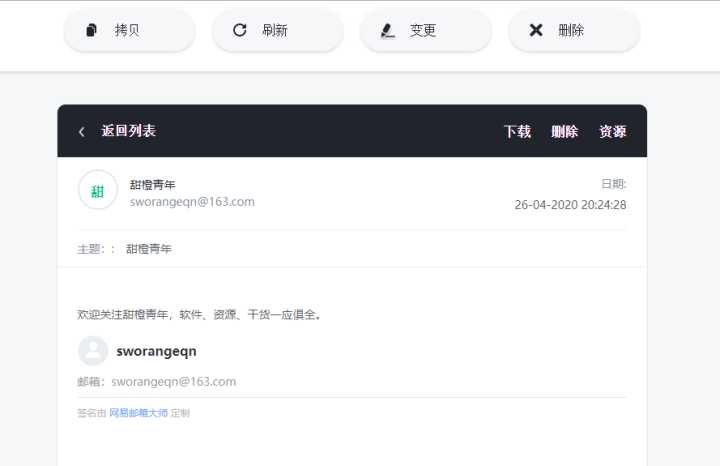 拷贝 刷新 变更 删除
返回列表 下载 删除 资源
甜 甜橙青年 日期:
sworangeqn@163.com 26-04-2020 20:24:28
主题:： 甜橙青年
欢迎关注甜橙青年，软件、资源、干货一应俱全。
sworangeqn
邮箱：sworangeqn@163.com
签名由 网易邮箱大师 定制